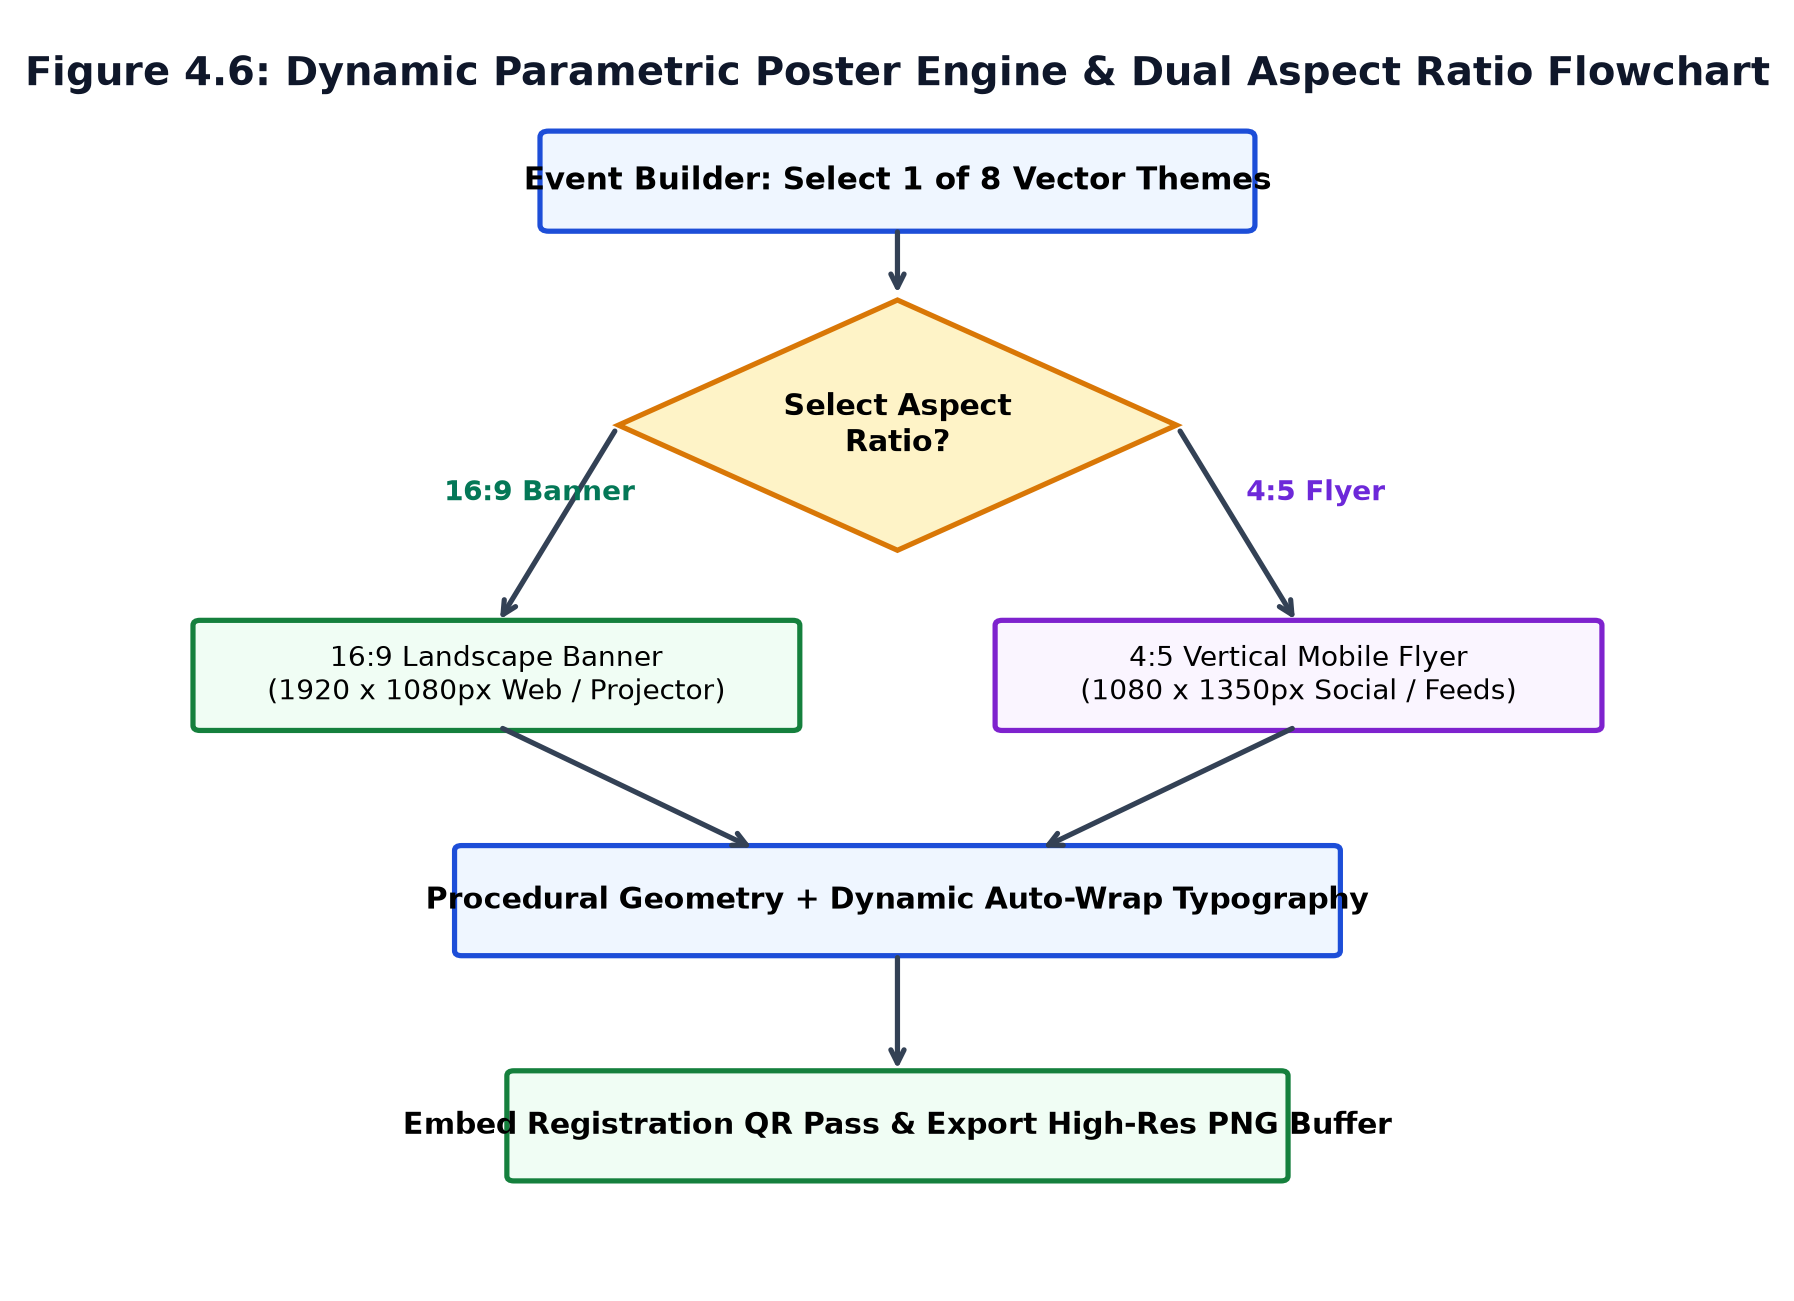 Figure 4.6: Dynamic Parametric Poster Engine & Dual Aspect Ratio Flowchart
Event Builder: Select 1 of 8 Vector Themes
Select Aspect
Ratio?
16:9 Banner
4:5 Flyer
16:9 Landscape Banner
(1920 x 1080px Web / Projector)
4:5 Vertical Mobile Flyer
(1080 x 1350px Social / Feeds)
Procedural Geometry + Dynamic Auto-Wrap Typography
Embed Registration QR Pass & Export High-Res PNG Buffer